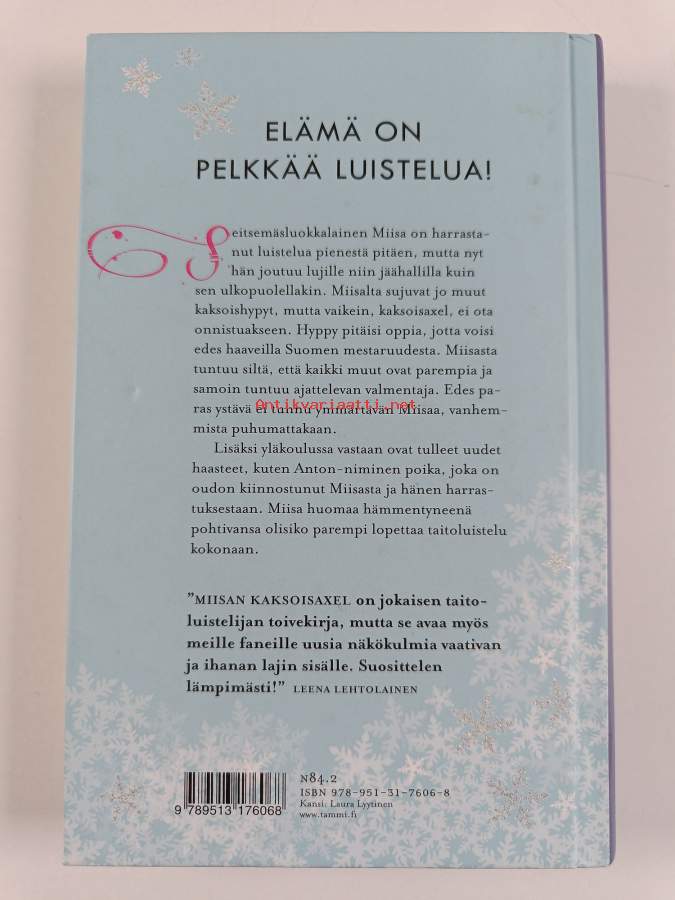 ELÄMÄ ON
PELKKÄÄ LUISTELUA!
Seitsemäsluokkalainen Miisa on harrasta-
nut luistelua pienestä pitäen, mutta nyt
hän joutuu lujille niin jäähallilla kuin
sen ulkopuolellakin. Miisalta sujuvat jo muut
kaksoishypyt, mutta vaikein, kaksoisaxel, ei ota
onnistuakseen. Hyppy pitäisi oppia, jotta voisi
edes haaveilla Suomen mestaruudesta. Miisasta
tuntuu siltä, että kaikki muut ovat parempia ja
samoin tuntuu ajattelevan valmentaja. Edes pa-
Antikvariaatti.net
ras ystävä ei tunnu ymmärtävän Miisaa, vanhem-
mista puhumattakaan.
Lisäksi yläkoulussa vastaan ovat tulleet uudet
haasteet, kuten Anton-niminen poika, joka on
oudon kiinnostunut Miisasta ja hänen harras-
tuksestaan. Miisa huomaa hämmentyneenä
pohtivansa olisiko parempi lopettaa taitoluistelu
kokonaan.
”MIISAN KAKSOISAXEL on jokaisen taito-
luistelijan toivekirja, mutta se avaa myös
meille faneille uusia näkökulmia vaativan
ja ihanan lajin sisälle. Suosittelen
lämpimästi!” LEENA LEHTOLAINEN
N84.2
ISBN 978-951-31-7606-8
Kansi: Laura Lyytinen
www.tammi.fi
9 789513 176068